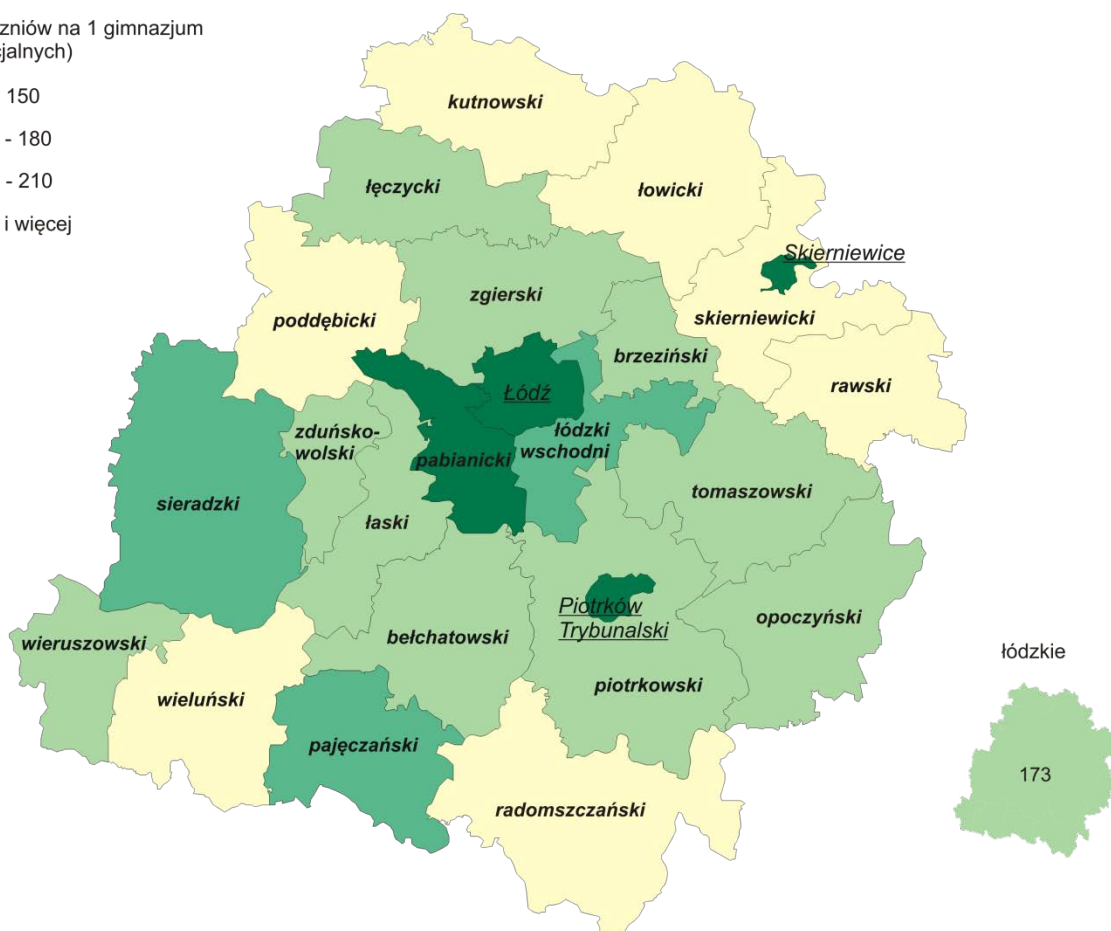 zniów na 1 gimnazjum
cjalnych)
150
- 180
- 210
i więcej
kutnowski
łęczycki
łowicki
Skierniewice
zgierski
poddębicki
skierniewicki
brzeziński
rawski
Łódź
zduńsko-
wolski
łódzki
wschodni
pabianicki
sieradzki
tomaszowski
łaski
Piotrków
Trybunalski
opoczyński
wieruszowski
bełchatowski
łódzkie
piotrkowski
wieluński
pajęczański
173
radomszczański